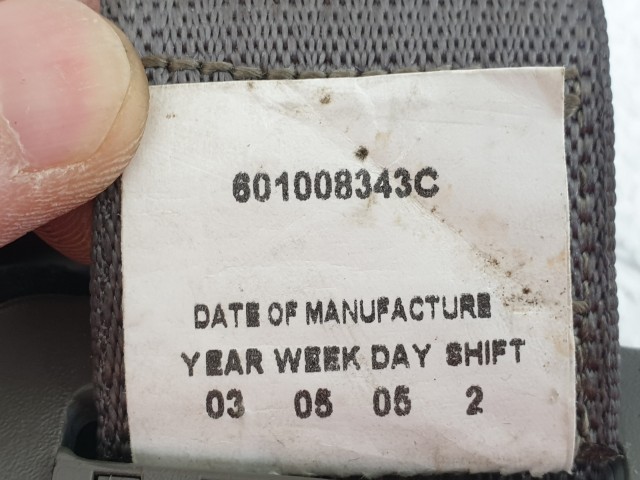 601008343C
DATE OF MANUFACTURE
YEAR WEEK DAY SHIFT
03 05 05 2